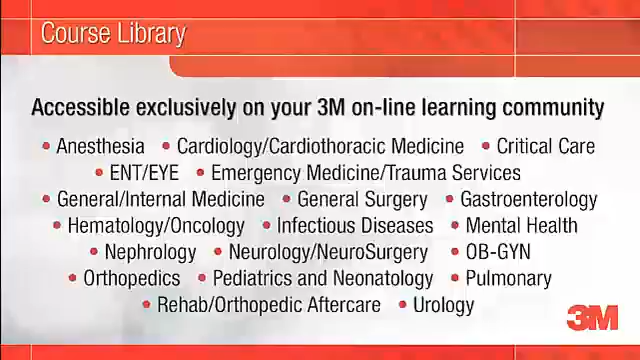 Course Library
Accessible exclusively on your 3M on-line learning community
• Anesthesia • Cardiology/Cardiothoracic Medicine • Critical Care
• ENT/EYE • Emergency Medicine/Trauma Services
• General/Internal Medicine • General Surgery • Gastroenterology
• Hematology/Oncology • Infectious Diseases • Mental Health
• Nephrology • Neurology/NeuroSurgery • OB-GYN
• Orthopedics • Pediatrics and Neonatology • Pulmonary
• Rehab/Orthopedic Aftercare • Urology
3M